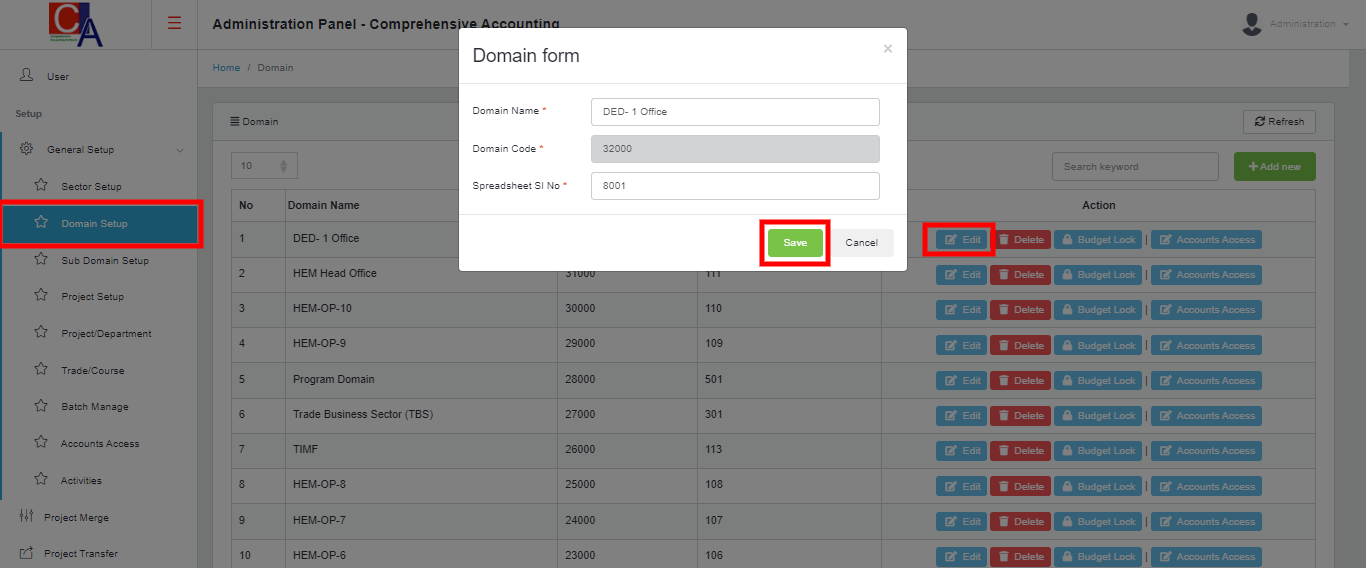 CA
Administration Panel - Comprehensive Accounting
Administration
User
Setup
General Setup
Sector Setup
Domain Setup
Sub Domain Setup
Project Setup
Project/Department
Trade/Course
Batch Manage
Accounts Access
Activities
Project Merge
Project Transfer
Home / Domain
Domain
Refresh
10
Search keyword
Add new
Domain form
×
Domain Name * DED- 1 Office
Domain Code * 32000
Spreadsheet Sl No * 8001
Save Cancel
No Domain Name Action
1 DED- 1 Office Edit Delete Budget Lock | Accounts Access
2 HEM Head Office 31000 111 Edit Delete Budget Lock | Accounts Access
3 HEM-OP-10 30000 110 Edit Delete Budget Lock | Accounts Access
4 HEM-OP-9 29000 109 Edit Delete Budget Lock | Accounts Access
5 Program Domain 28000 501 Edit Delete Budget Lock | Accounts Access
6 Trade Business Sector (TBS) 27000 301 Edit Delete Budget Lock | Accounts Access
7 TIMF 26000 113 Edit Delete Budget Lock | Accounts Access
8 HEM-OP-8 25000 108 Edit Delete Budget Lock | Accounts Access
9 HEM-OP-7 24000 107 Edit Delete Budget Lock | Accounts Access
10 HEM-OP-6 23000 106 Edit Delete Budget Lock | Accounts Access